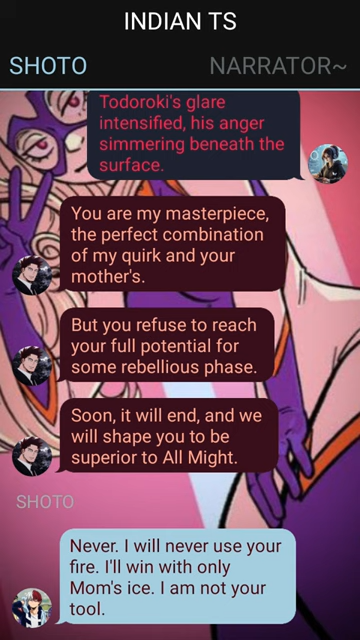 INDIAN TS
SHOTO NARRATOR~
Todoroki's glare
intensified, his anger
simmering beneath the
surface.
You are my masterpiece,
the perfect combination
of my quirk and your
mother's.
But you refuse to reach
your full potential for
some rebellious phase.
Soon, it will end, and we
will shape you to be
superior to All Might.
SHOTO
Never. I will never use your
fire. I'll win with only
Mom's ice. I am not your
tool.